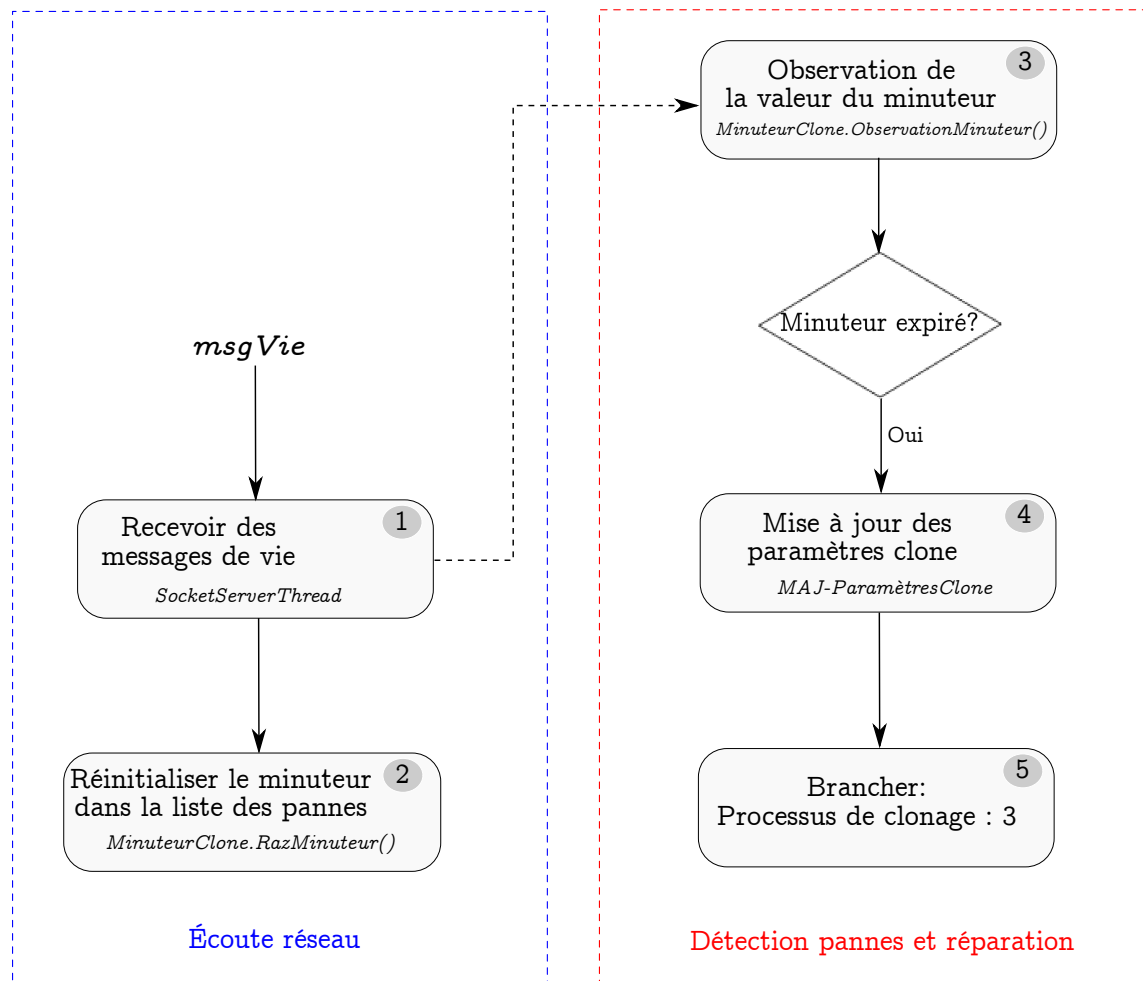 msgVie
1
Recevoir des
messages de vie
SocketServerThread
2
Réinitialiser le minuteur
dans la liste des pannes
MinuteurClone.RazMinuteur()
Écoute réseau
3
Observation de
la valeur du minuteur
MinuteurClone.ObservationMinuteur()
Minuteur expiré?
Oui
4
Mise à jour des
paramètres clone
MAJ-ParamètresClone
5
Brancher:
Processus de clonage : 3
Détection pannes et réparation